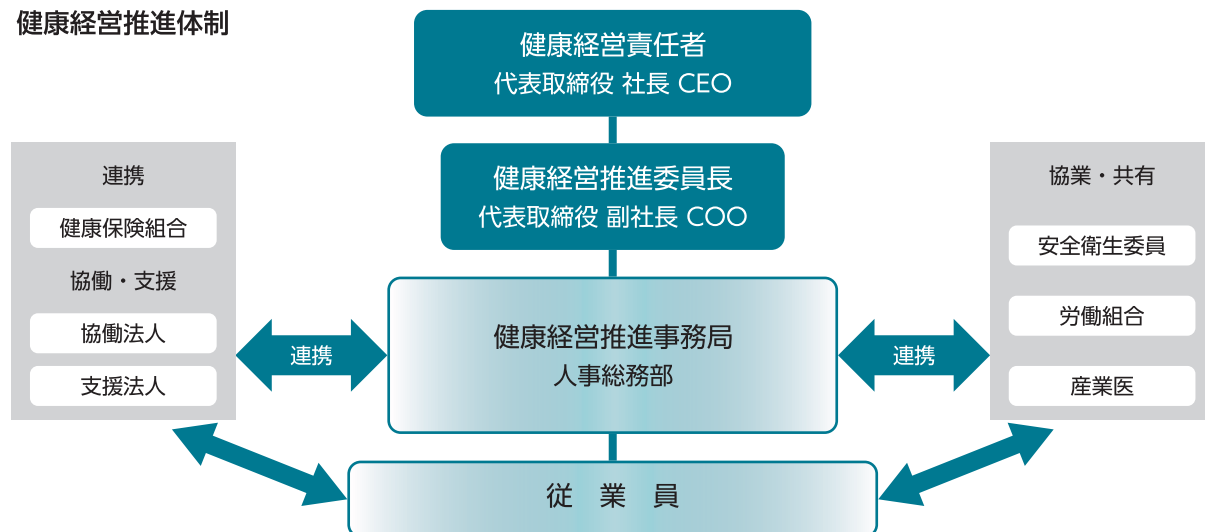 健康経営推進体制
健康経営責任者
代表取締役 社長 CEO
健康経営推進委員長
代表取締役 副社長 COO
連携
健康保険組合
協働・支援
協働法人
支援法人
連携
健康経営推進事務局
人事総務部
連携
協業・共有
安全衛生委員
労働組合
産業医
従 業 員